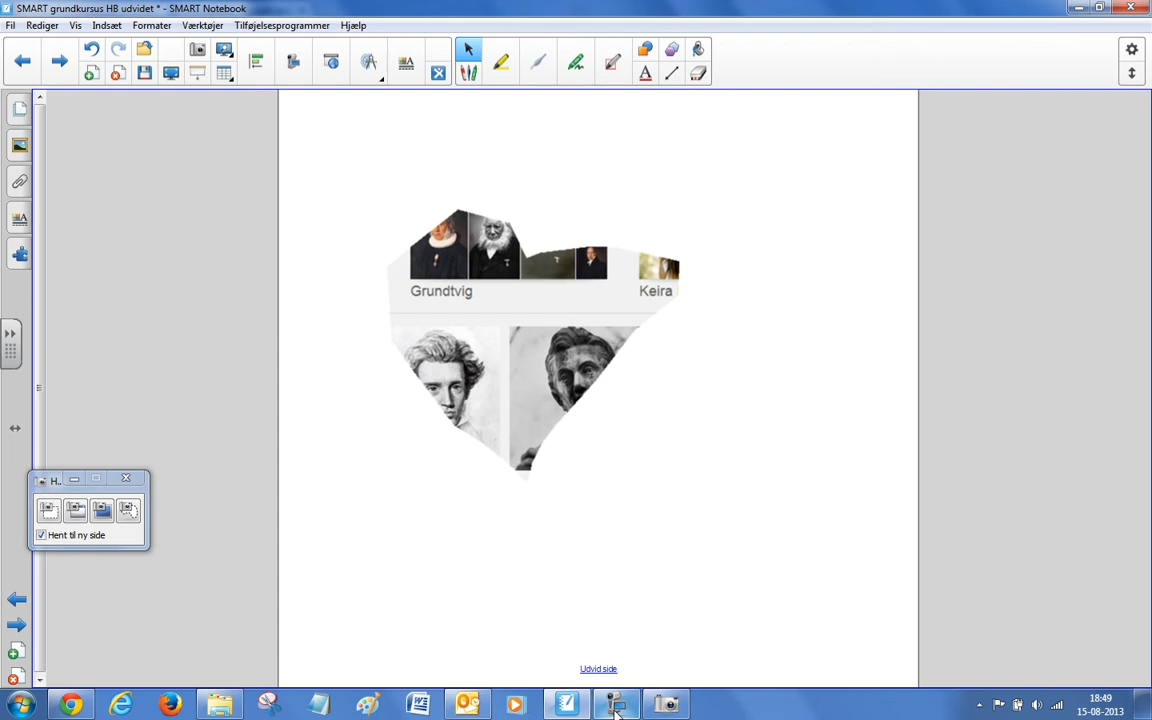 SMART grundkursus HB udvidet * - SMART Notebook
Fil Rediger Vis Indsæt Formater Værktøjer Tilføjelsesprogrammer Hjælp
Grundtvig Keira
H..
Hent til ny side
Udvid side
18:49
15-08-2013